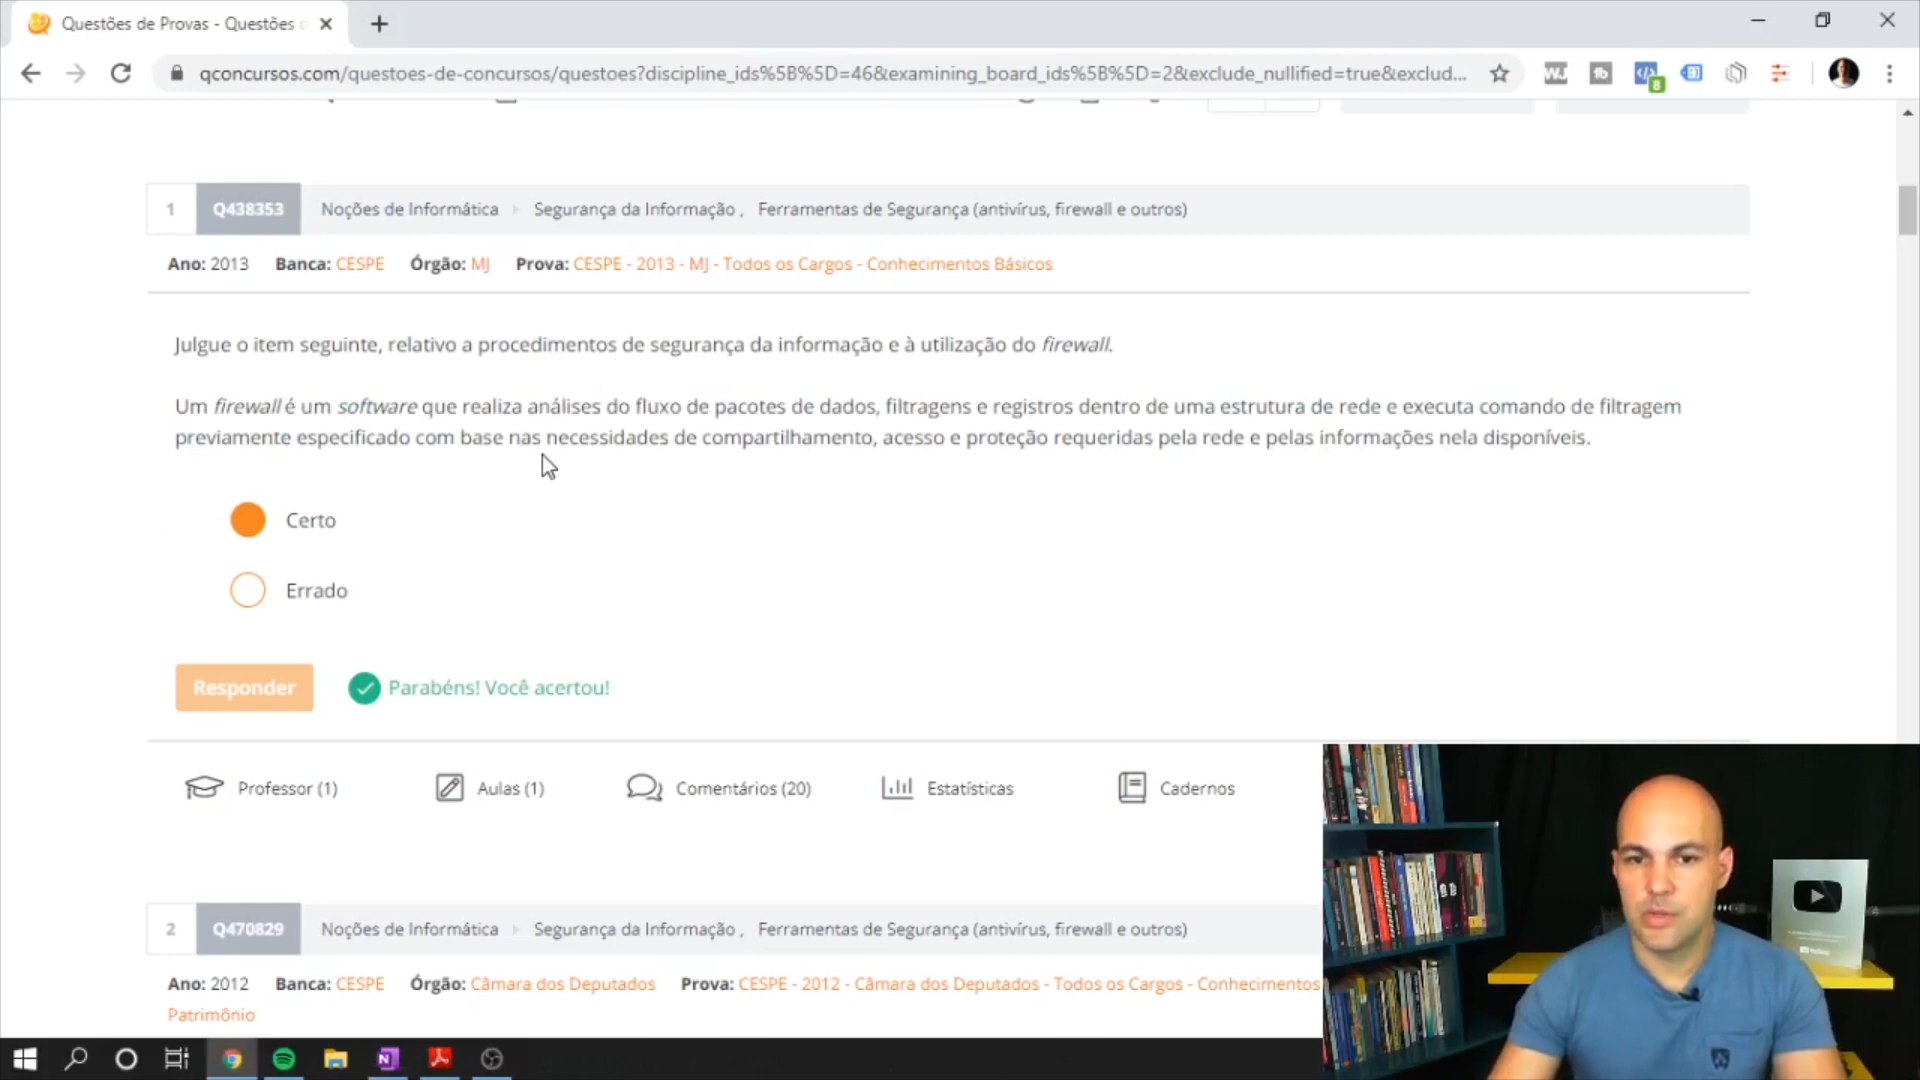 Questões de Provas - Questões
qconcursos.com/questoes-de-concursos/questoes?discipline_ids%5B%5D=46&examining_board_ids%5B%5D=2&exclude_nullified=true&exclud...
8
1 Q438353 Noções de Informática Segurança da Informação , Ferramentas de Segurança (antivírus, firewall e outros)
Ano: 2013 Banca: CESPE Órgão: MJ Prova: CESPE - 2013 - MJ - Todos os Cargos - Conhecimentos Básicos
Julgue o item seguinte, relativo a procedimentos de segurança da informação e à utilização do firewall.
Um firewall é um software que realiza análises do fluxo de pacotes de dados, filtragens e registros dentro de uma estrutura de rede e executa comando de filtragem
previamente especificado com base nas necessidades de compartilhamento, acesso e proteção requeridas pela rede e pelas informações nela disponíveis.
Certo
Errado
Responder Parabéns! Você acertou!
Professor (1) Aulas (1) Comentários (20) Estatísticas Cadernos
2 Q470829 Noções de Informática Segurança da Informação , Ferramentas de Segurança (antivírus, firewall e outros)
Ano: 2012 Banca: CESPE Órgão: Câmara dos Deputados Prova: CESPE - 2012 - Câmara dos Deputados - Todos os Cargos - Conhecimentos
Patrimônio